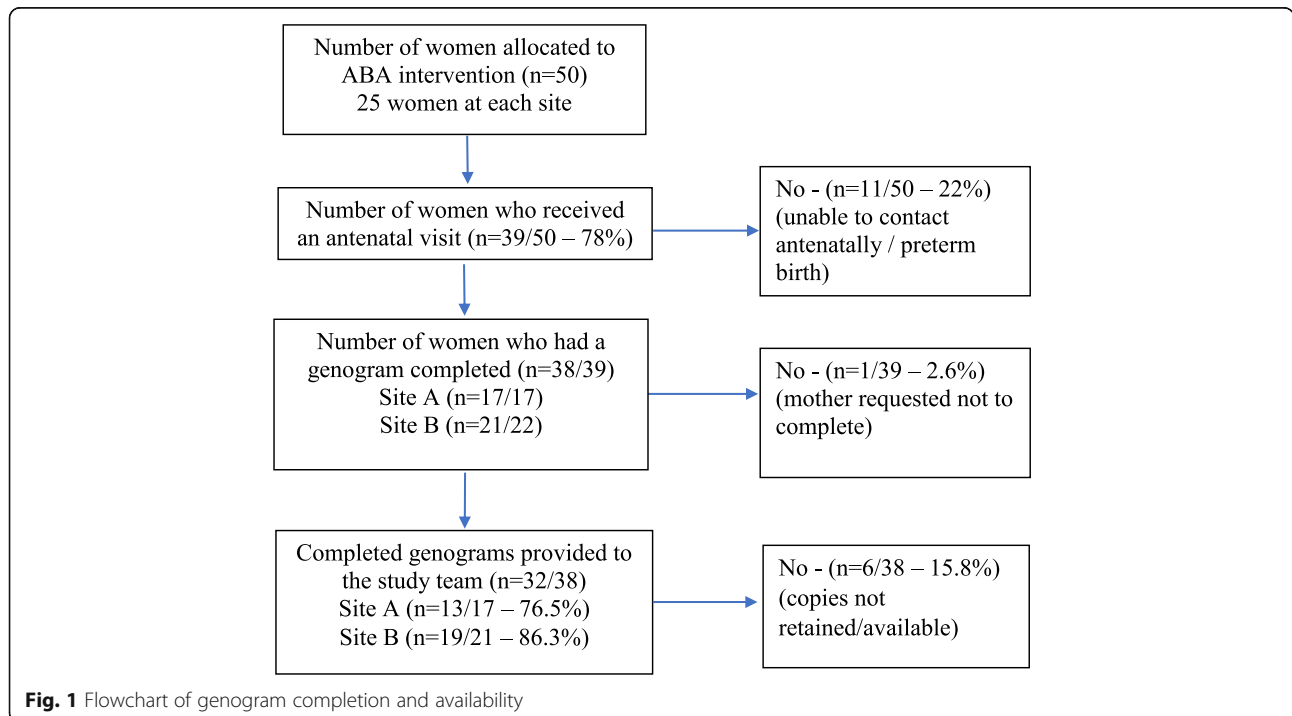 Number of women allocated to
ABA intervention (n=50)
25 women at each site
Number of women who received
an antenatal visit (n=39/50 – 78%)
No - (n=11/50 – 22%)
(unable to contact
antenatally / preterm
birth)
Number of women who had a
genogram completed (n=38/39)
Site A (n=17/17)
Site B (n=21/22)
No - (n=1/39 – 2.6%)
(mother requested not to
complete)
Completed genograms provided to
the study team (n=32/38)
Site A (n=13/17 – 76.5%)
Site B (n=19/21 – 86.3%)
No - (n=6/38 – 15.8%)
(copies not
retained/available)
Fig. 1 Flowchart of genogram completion and availability